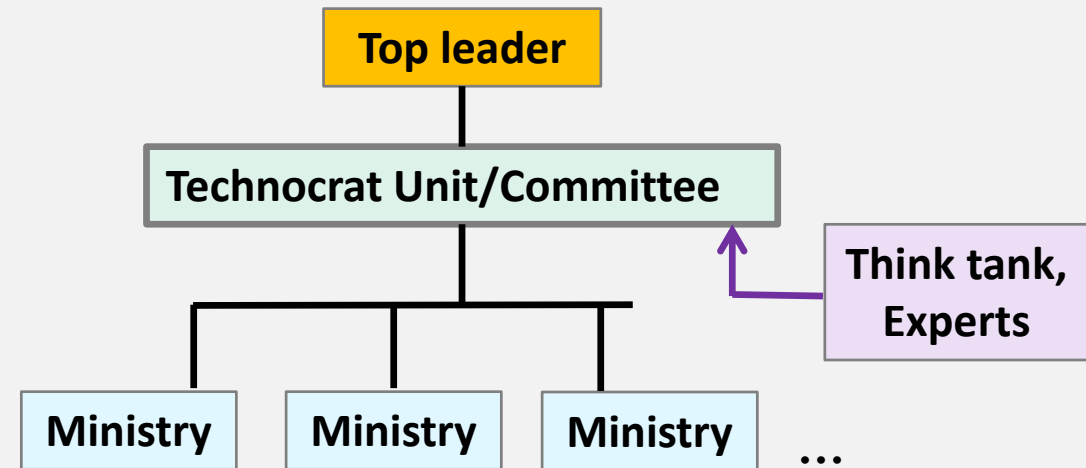 Top leader
Technocrat Unit/Committee
Think tank,
Experts
Ministry
Ministry
Ministry
...